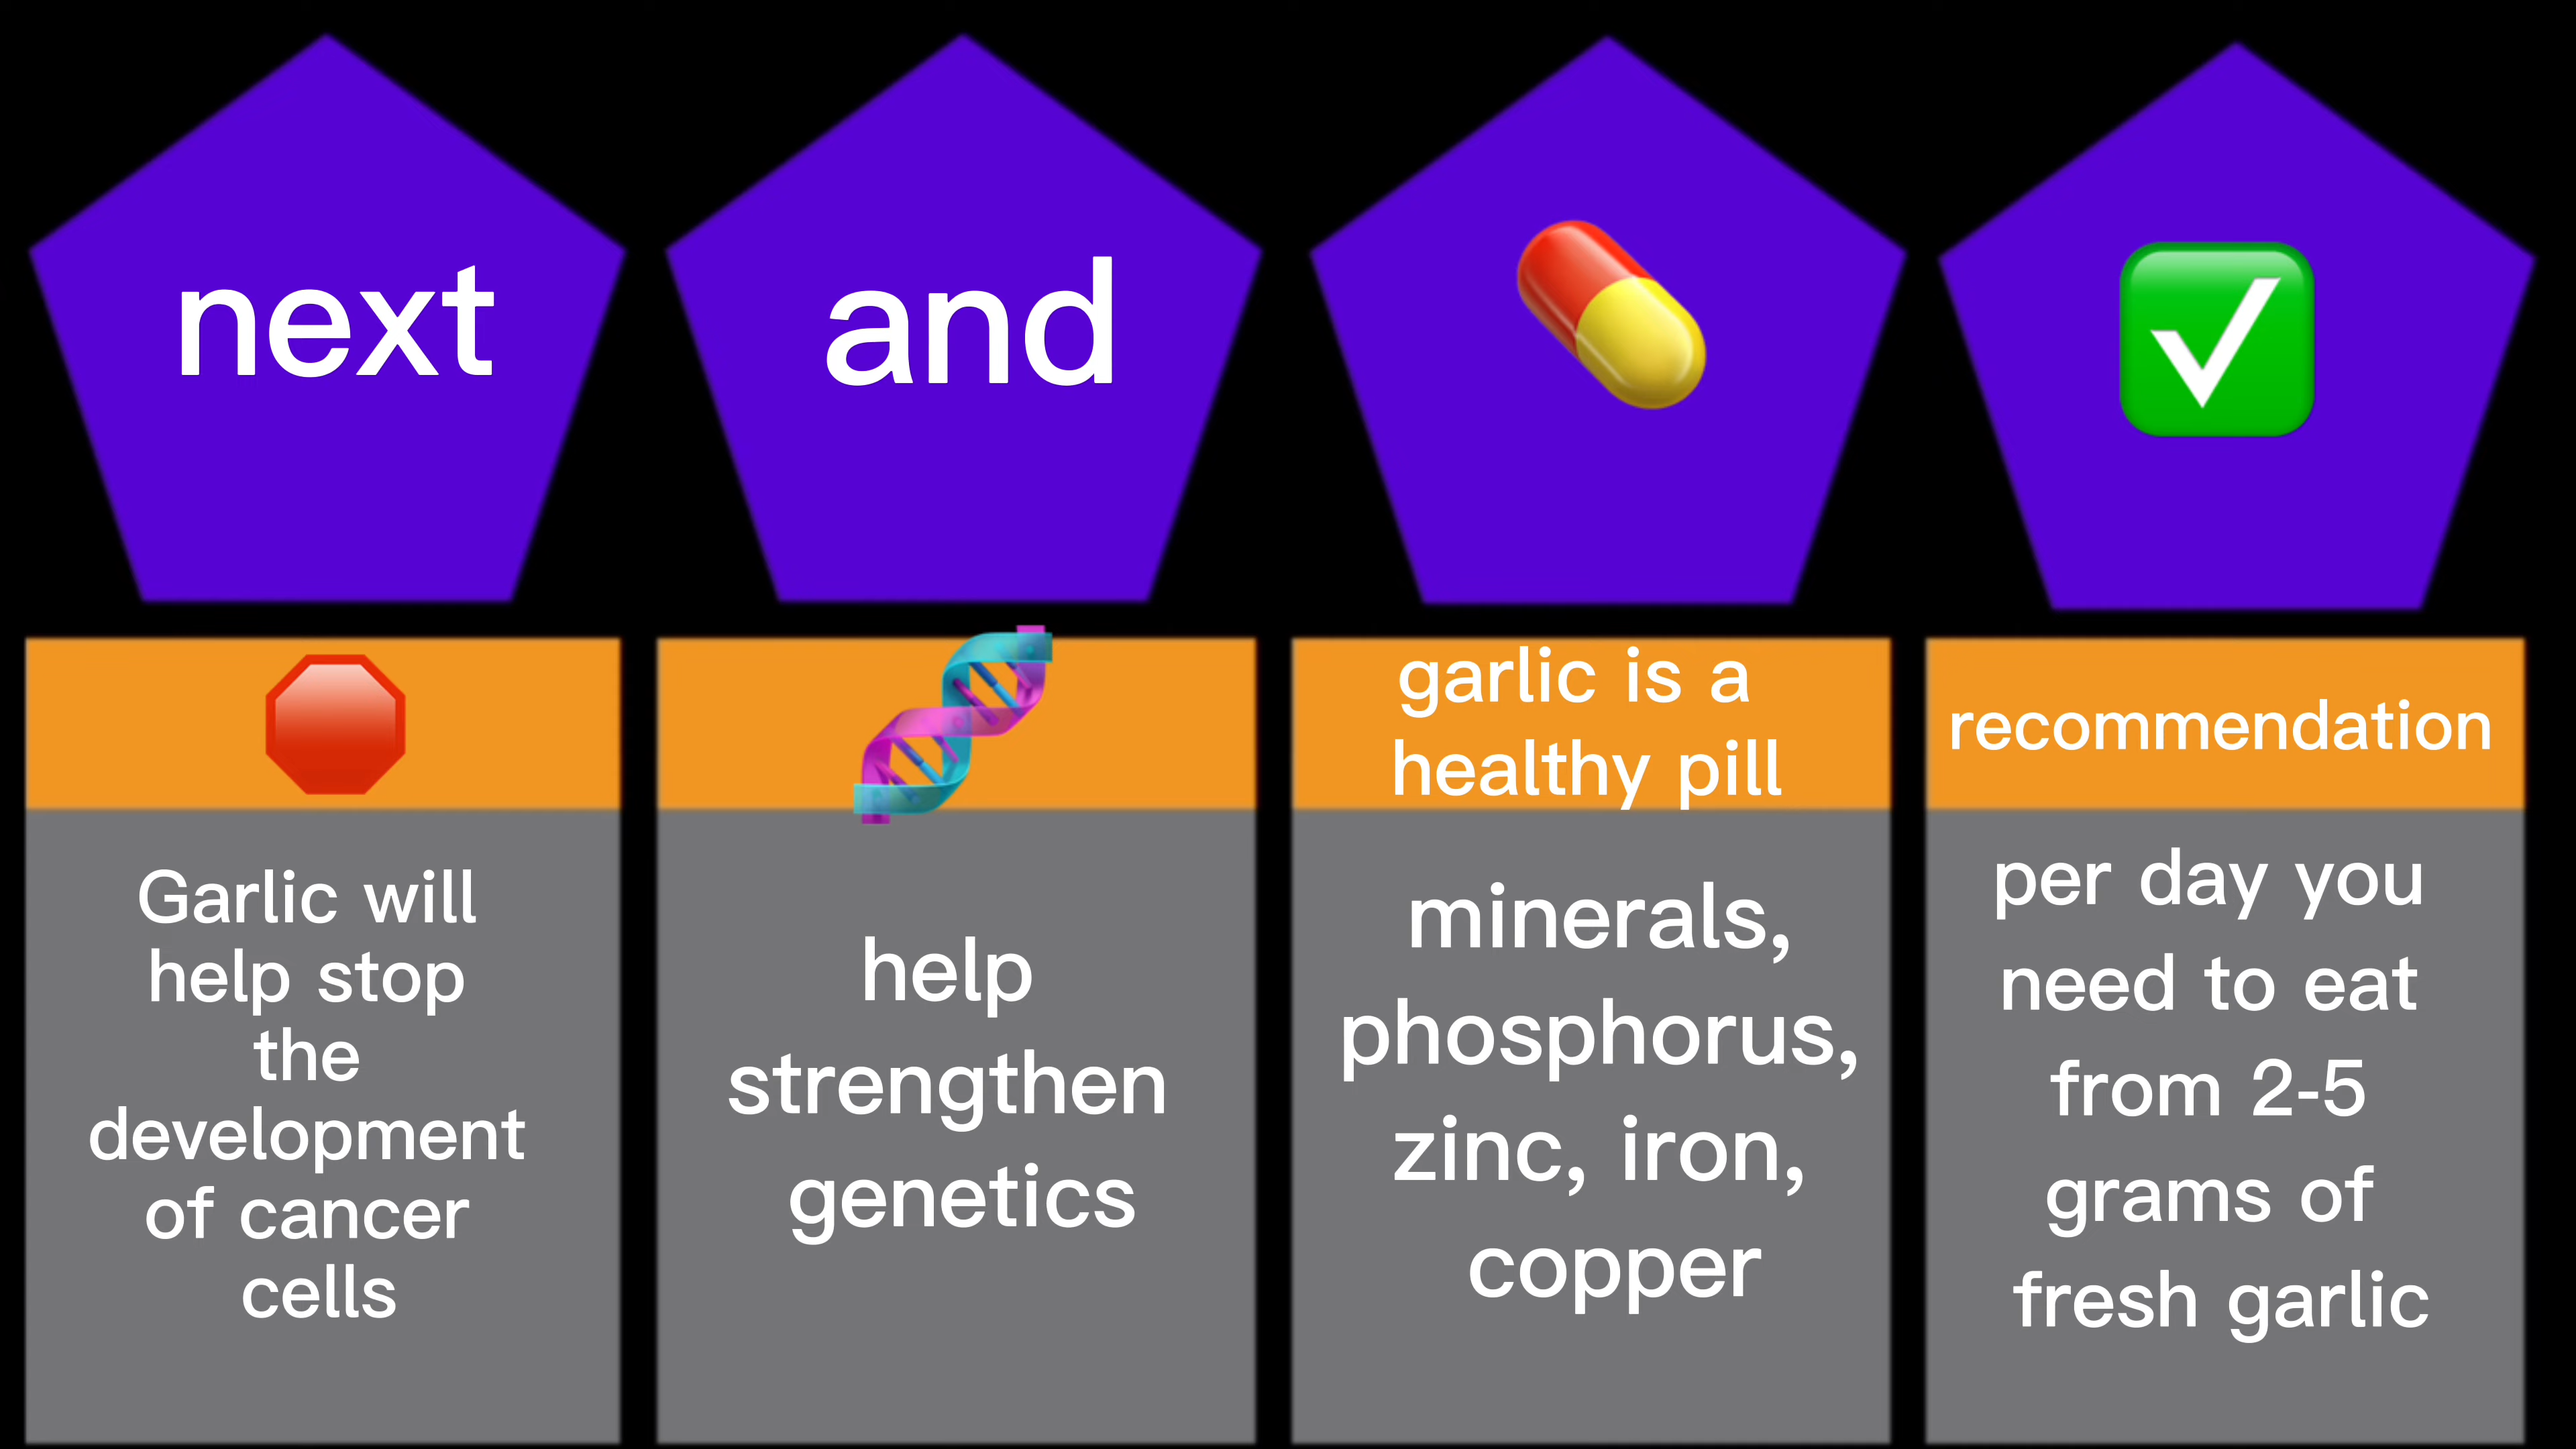 next
and
garlic is a
healthy pill
recommendation
Garlic will
help stop
the
development
of cancer
cells
help
strengthen
genetics
minerals,
phosphorus,
zinc, iron,
copper
per day you
need to eat
from 2-5
grams of
fresh garlic